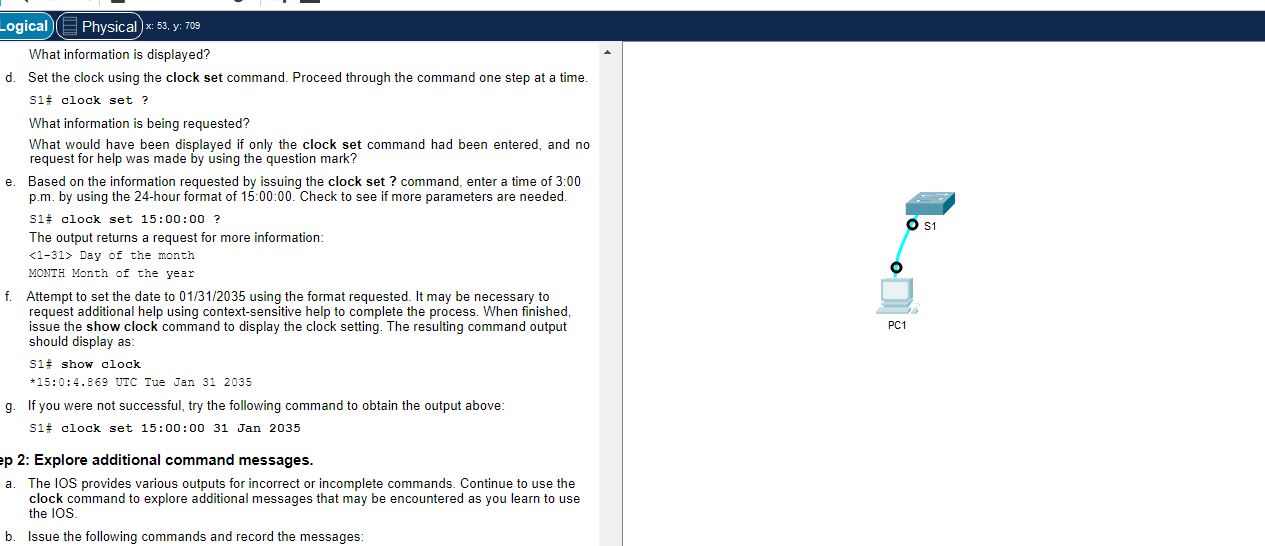 Logical
Physical
x: 53, y: 709
What information is displayed?
d. Set the clock using the clock set command. Proceed through the command one step at a time.
S1# clock set ?
What information is being requested?
What would have been displayed if only the clock set command had been entered, and no
request for help was made by using the question mark?
e. Based on the information requested by issuing the clock set ? command, enter a time of 3:00
p.m. by using the 24-hour format of 15:00:00. Check to see if more parameters are needed.
S1# clock set 15:00:00 ?
The output returns a request for more information:
<1-31> Day of the month
MONTH Month of the year
f. Attempt to set the date to 01/31/2035 using the format requested. It may be necessary to
request additional help using context-sensitive help to complete the process. When finished,
issue the show clock command to display the clock setting. The resulting command output
should display as:
S1# show clock
*15:0:4.869 UTC Tue Jan 31 2035
g. If you were not successful, try the following command to obtain the output above:
S1# clock set 15:00:00 31 Jan 2035
ep 2: Explore additional command messages.
a. The IOS provides various outputs for incorrect or incomplete commands. Continue to use the
clock command to explore additional messages that may be encountered as you learn to use
the IOS.
b. Issue the following commands and record the messages:
S1
PC1